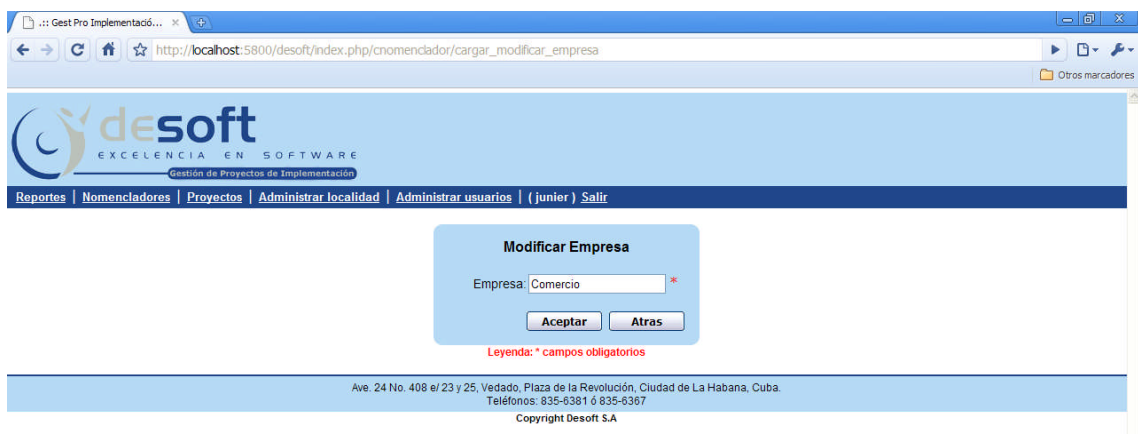 .:: Gest Pro Implementació...
http://localhost:5800/desoft/index.php/cnomenclador/cargar_modificar_empresa
Otros marcadores
desoft
EXCELENCIA EN SOFTWARE
Gestión de Proyectos de Implementación
Reportes | Nomencladores | Proyectos | Administrar localidad | Administrar usuarios | ( junier ) Salir
Modificar Empresa
Empresa: Comercio *
Aceptar Atras
Leyenda: * campos obligatorios
Ave. 24 No. 408 e/ 23 y 25, Vedado, Plaza de la Revolución, Ciudad de La Habana, Cuba.
Teléfonos: 835-6381 ó 835-6367
Copyright Desoft S.A